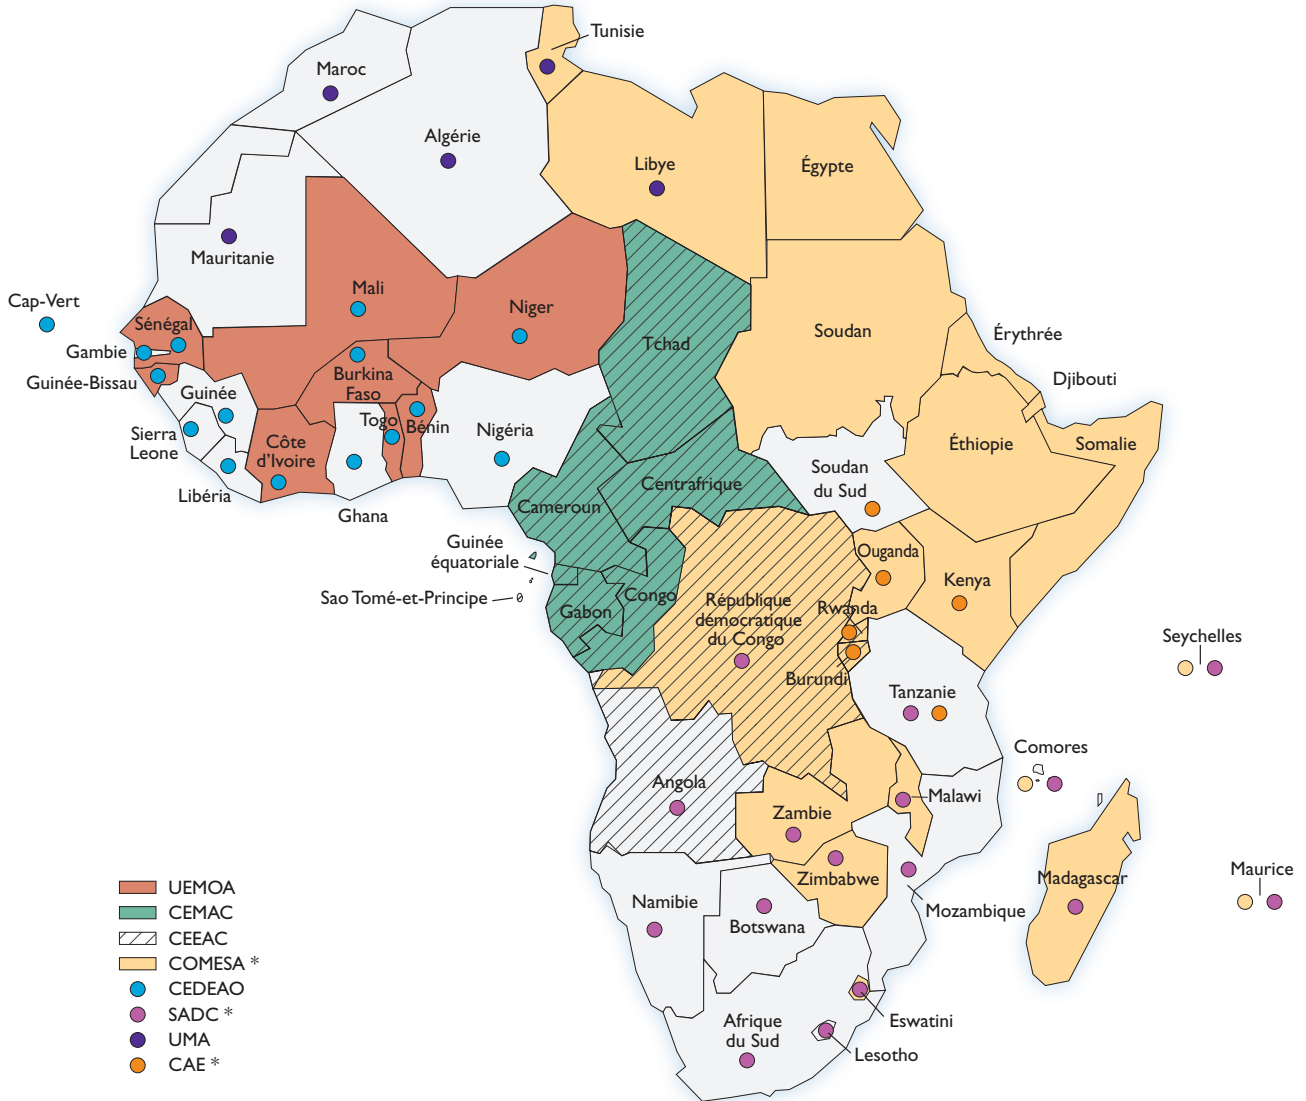 Tunisie
Maroc
Algérie
Libye
Égypte
Mauritanie
Cap-Vert
Mali
Niger
Sénégal
Tchad
Soudan
Érythrée
Gambie
Djibouti
Guinée-Bissau
Guinée
Burkina
Faso
Togo
Bénin
Nigéria
Sierra
Leone
Côte
d'Ivoire
Éthiopie
Somalie
Soudan
du Sud
Centrafrique
Libéria
Ghana
Cameroun
Guinée
équatoriale
Ouganda
Kenya
Sao Tomé-et-Principe
Gabon
Congo
République
démocratique
du Congo
Rwanda
Seychelles
Burundi
Tanzanie
Comores
Angola
Malawi
Zambie
Maurice
Zimbabwe
Madagascar
Namibie
Botswana
Mozambique
Eswatini
Afrique
du Sud
Lesotho
UEMOA
CEMAC
CEEAC
COMESA *
CEDEAO
SADC *
UMA
CAE *